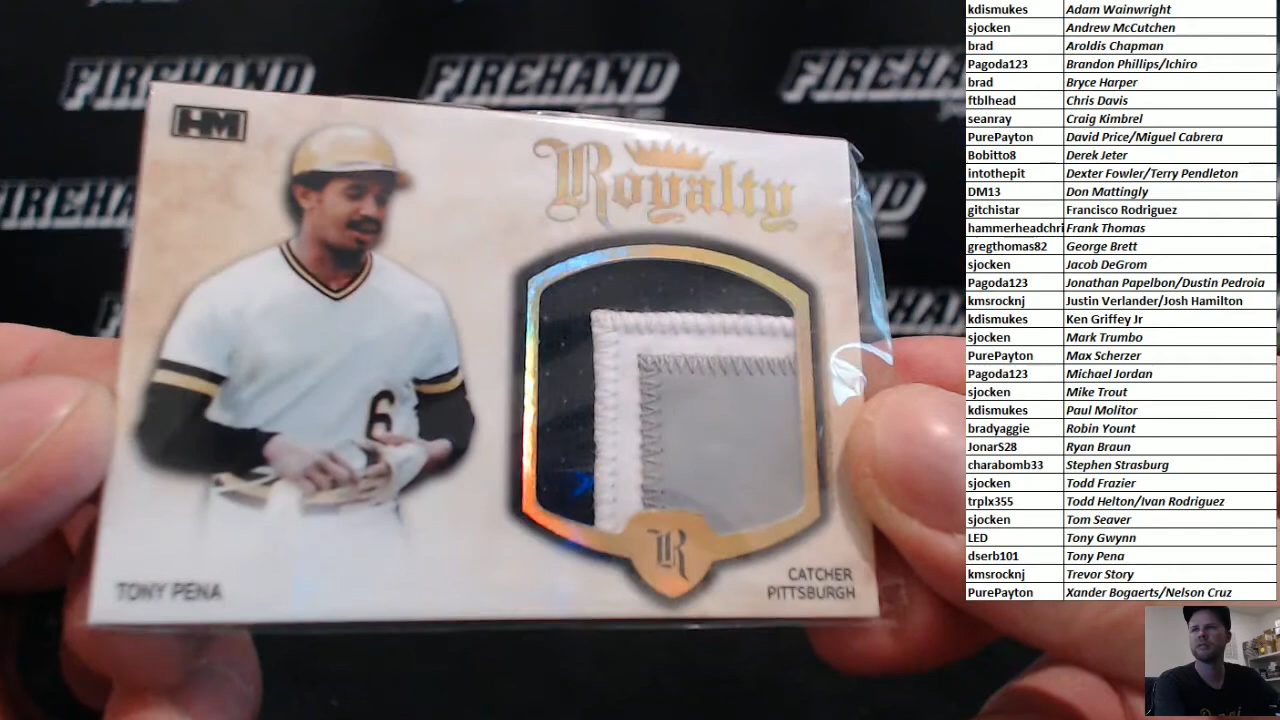 FIREHAND
FIREHAND
FIREHAND
HM
Royalty
6
R
TONY PENA
CATCHER
PITTSBURGH
kdismukes Adam Wainwright
sjocken Andrew McCutchen
brad Aroldis Chapman
Pagoda123 Brandon Phillips/Ichiro
brad Bryce Harper
ftblhead Chris Davis
seanray Craig Kimbrel
PurePayton David Price/Miguel Cabrera
Bobitto8 Derek Jeter
intothepit Dexter Fowler/Terry Pendleton
DM13 Don Mattingly
gitchistar Francisco Rodriguez
hammerheadchri Frank Thomas
gregthomas82 George Brett
sjocken Jacob DeGrom
Pagoda123 Jonathan Papelbon/Dustin Pedroia
kmsrocknj Justin Verlander/Josh Hamilton
kdismukes Ken Griffey Jr
sjocken Mark Trumbo
PurePayton Max Scherzer
Pagoda123 Michael Jordan
sjocken Mike Trout
kdismukes Paul Molitor
bradyaggie Robin Yount
JonarS28 Ryan Braun
charabomb33 Stephen Strasburg
sjocken Todd Frazier
trplx355 Todd Helton/Ivan Rodriguez
sjocken Tom Seaver
LED Tony Gwynn
dserb101 Tony Pena
kmsrocknj Trevor Story
PurePayton Xander Bogaerts/Nelson Cruz